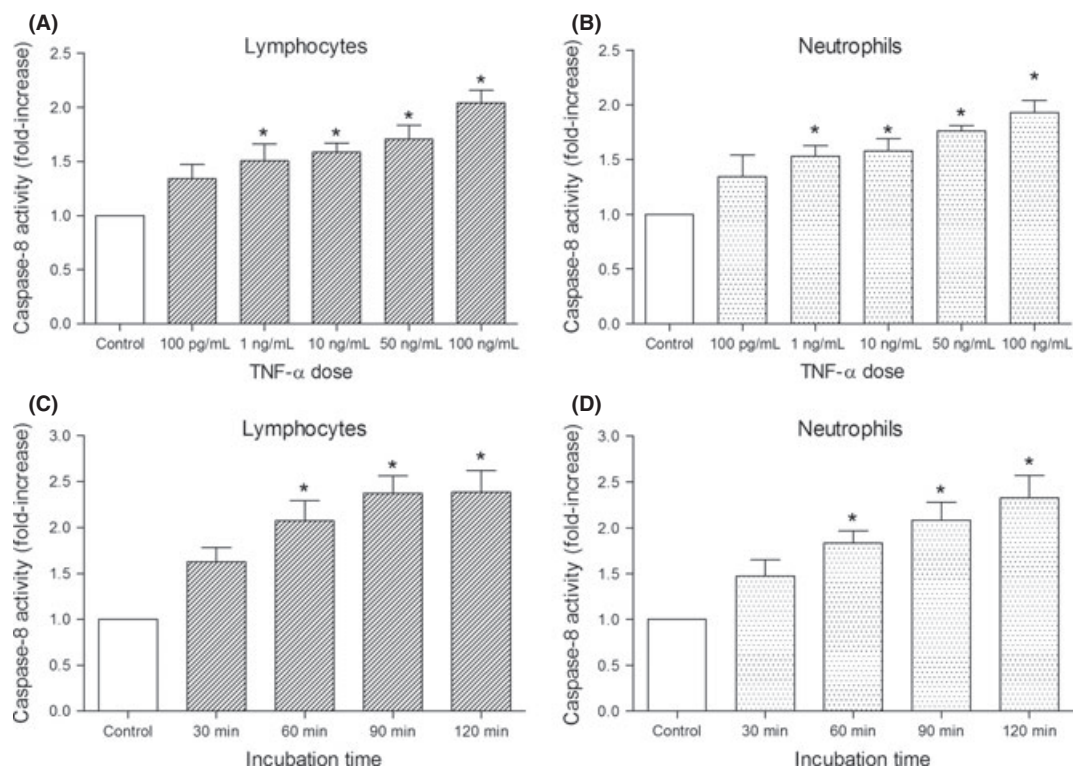 (A)
Lymphocytes
Caspase-8 activity (fold-increase)
2.5
2.0
1.5
1.0
0.5
0.0
* * * *
Control 100 pg/mL 1 ng/mL 10 ng/mL 50 ng/mL 100 ng/mL
TNF-α dose
(B)
Neutrophils
Caspase-8 activity (fold-increase)
2.5
2.0
1.5
1.0
0.5
0.0
* * * *
Control 100 pg/mL 1 ng/mL 10 ng/mL 50 ng/mL 100 ng/mL
TNF-α dose
(C)
Lymphocytes
Caspase-8 activity (fold-increase)
3.0
2.5
2.0
1.5
1.0
0.5
0.0
* * *
Control 30 min 60 min 90 min 120 min
Incubation time
(D)
Neutrophils
Caspase-8 activity (fold-increase)
3.0
2.5
2.0
1.5
1.0
0.5
0.0
* * *
Control 30 min 60 min 90 min 120 min
Incubation time